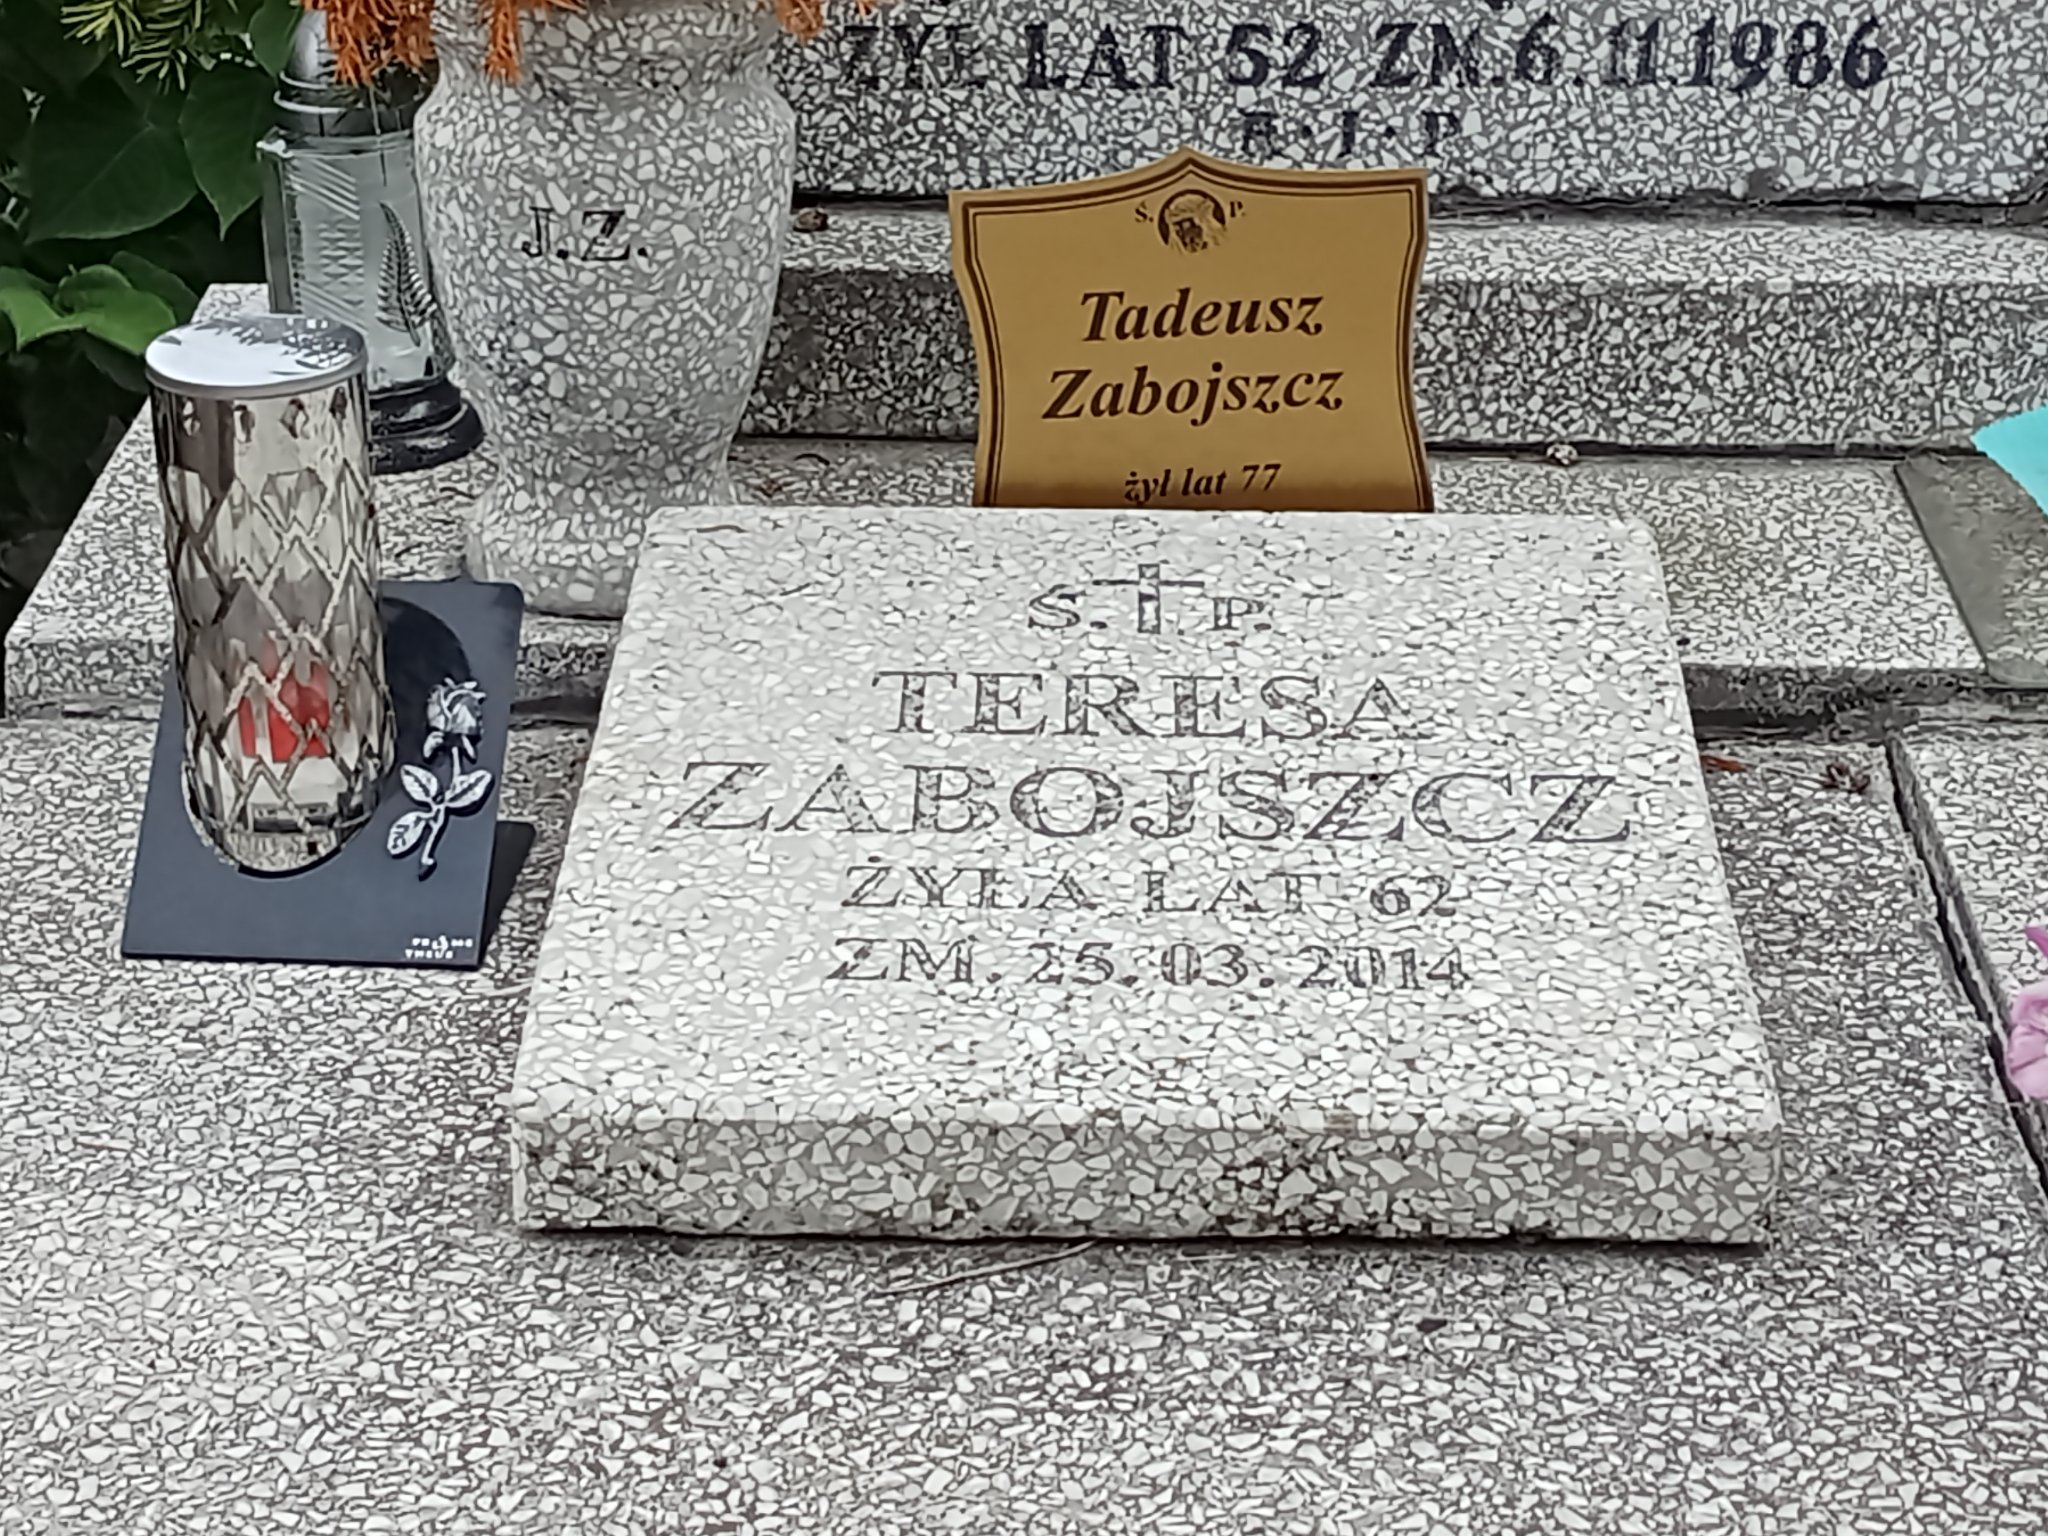 ŻYŁ LAT 52 ZM.6.11.1986
R·I·P
J.Z.
Ś. P.
Tadeusz
Zabojszcz
żył lat 77
Ś. P.
TERESA
ZABOJSZCZ
ŻYŁA LAT 62
ZM. 25.03.2014